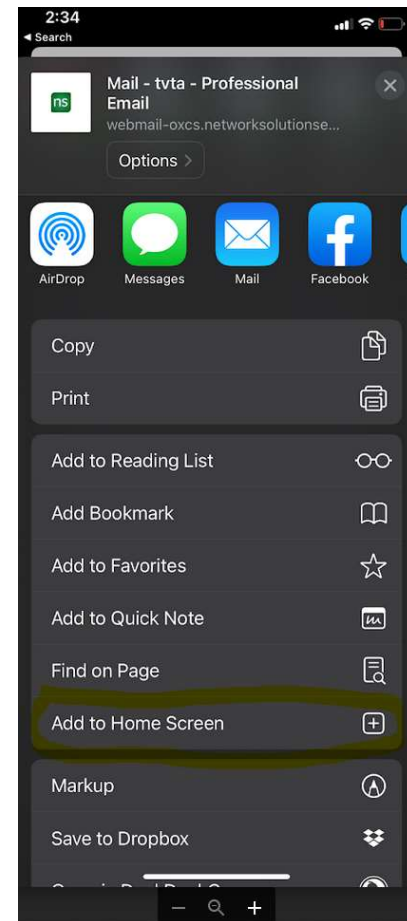 2:34
Search
ns
Mail - tvta - Professional
Email
webmail-oxcs.networksolutionse...
Options
AirDrop
Messages
Mail
Facebook
Copy
Print
Add to Reading List
Add Bookmark
Add to Favorites
Add to Quick Note
Find on Page
Add to Home Screen
Markup
Save to Dropbox